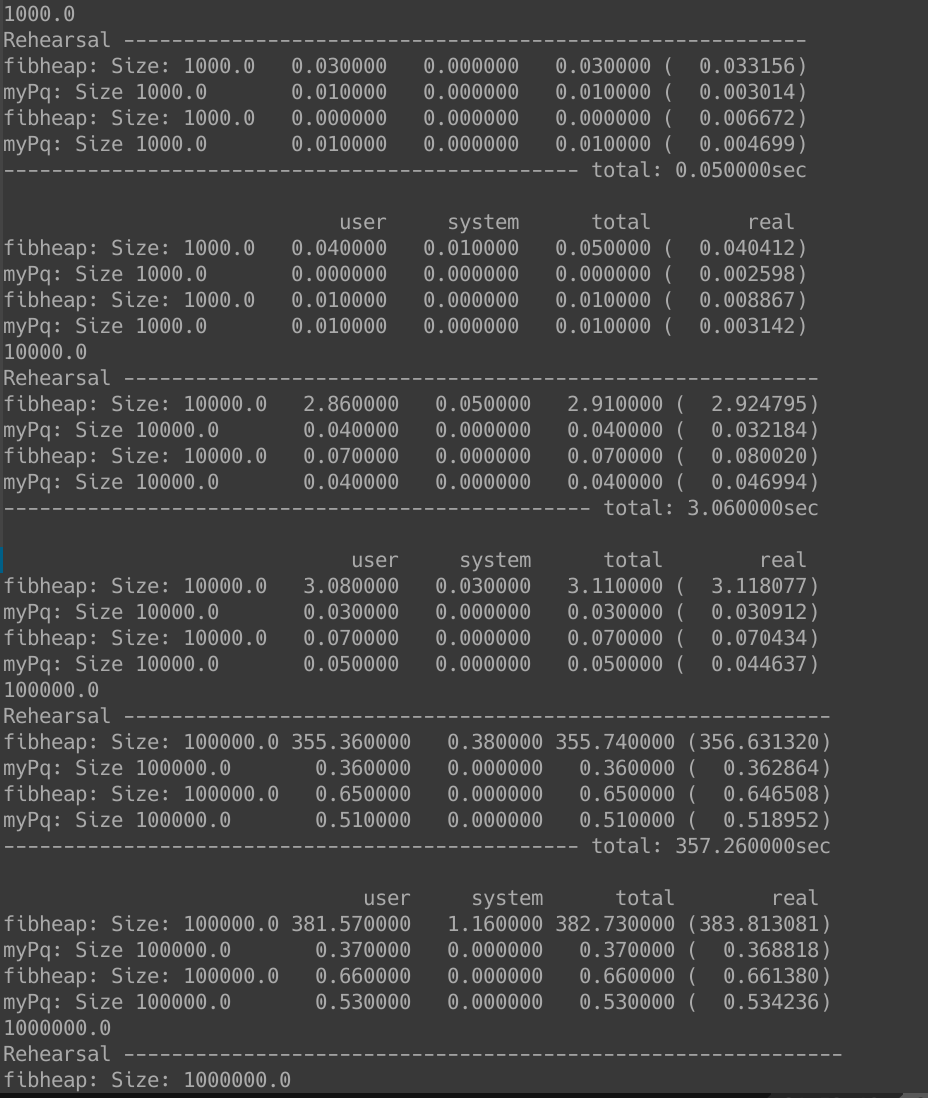 1000.0
Rehearsal ---------------------------------------------------------
fibheap: Size: 1000.0   0.030000   0.000000   0.030000 (  0.033156)
myPq: Size 1000.0       0.010000   0.000000   0.010000 (  0.003014)
fibheap: Size: 1000.0   0.000000   0.000000   0.000000 (  0.006672)
myPq: Size 1000.0       0.010000   0.000000   0.010000 (  0.004699)
------------------------------------------------ total: 0.050000sec

                            user     system      total        real
fibheap: Size: 1000.0   0.040000   0.010000   0.050000 (  0.040412)
myPq: Size 1000.0       0.000000   0.000000   0.000000 (  0.002598)
fibheap: Size: 1000.0   0.010000   0.000000   0.010000 (  0.008867)
myPq: Size 1000.0       0.010000   0.000000   0.010000 (  0.003142)
10000.0
Rehearsal ----------------------------------------------------------
fibheap: Size: 10000.0   2.860000   0.050000   2.910000 (  2.924795)
myPq: Size 10000.0       0.040000   0.000000   0.040000 (  0.032184)
fibheap: Size: 10000.0   0.070000   0.000000   0.070000 (  0.080020)
myPq: Size 10000.0       0.040000   0.000000   0.040000 (  0.046994)
------------------------------------------------- total: 3.060000sec

                             user     system      total        real
fibheap: Size: 10000.0   3.080000   0.030000   3.110000 (  3.118077)
myPq: Size 10000.0       0.030000   0.000000   0.030000 (  0.030912)
fibheap: Size: 10000.0   0.070000   0.000000   0.070000 (  0.070434)
myPq: Size 10000.0       0.050000   0.000000   0.050000 (  0.044637)
100000.0
Rehearsal -----------------------------------------------------------
fibheap: Size: 100000.0 355.360000   0.380000 355.740000 (356.631320)
myPq: Size 100000.0       0.360000   0.000000   0.360000 (  0.362864)
fibheap: Size: 100000.0   0.650000   0.000000   0.650000 (  0.646508)
myPq: Size 100000.0       0.510000   0.000000   0.510000 (  0.518952)
------------------------------------------------ total: 357.260000sec

                              user     system      total        real
fibheap: Size: 100000.0 381.570000   1.160000 382.730000 (383.813081)
myPq: Size 100000.0       0.370000   0.000000   0.370000 (  0.368818)
fibheap: Size: 100000.0   0.660000   0.000000   0.660000 (  0.661380)
myPq: Size 100000.0       0.530000   0.000000   0.530000 (  0.534236)
1000000.0
Rehearsal ------------------------------------------------------------
fibheap: Size: 1000000.0